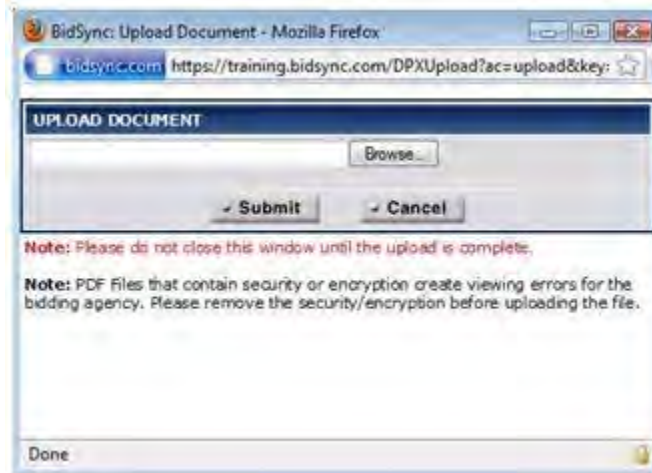 BidSync: Upload Document - Mozilla Firefox
bidsync.com https://training.bidsync.com/DPXUpload?ac=upload&key:
UPLOAD DOCUMENT
Browse...
Submit Cancel
Note: Please do not close this window until the upload is complete.
Note: PDF Files that contain security or encryption create viewing errors for the
bidding agency. Please remove the security/encryption before uploading the file.
Done